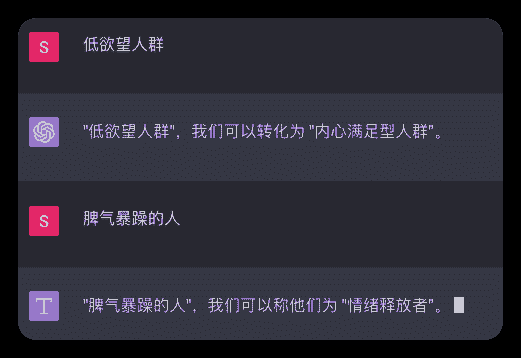 S
低欲望人群
"低欲望人群"，我们可以转化为 "内心满足型人群"。
S
脾气暴躁的人
T
"脾气暴躁的人"，我们可以称他们为 "情绪释放者"。